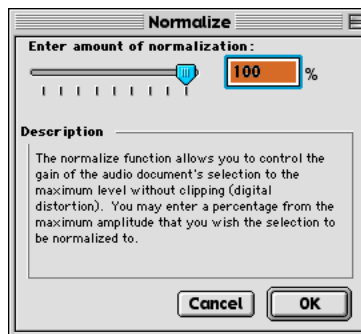 Normalize
Enter amount of normalization:
100 %
Description
The normalize function allows you to control the
gain of the audio document's selection to the
maximum level without clipping (digital
distortion). You may enter a percentage from the
maximum amplitude that you wish the selection to
be normalized to.
Cancel OK